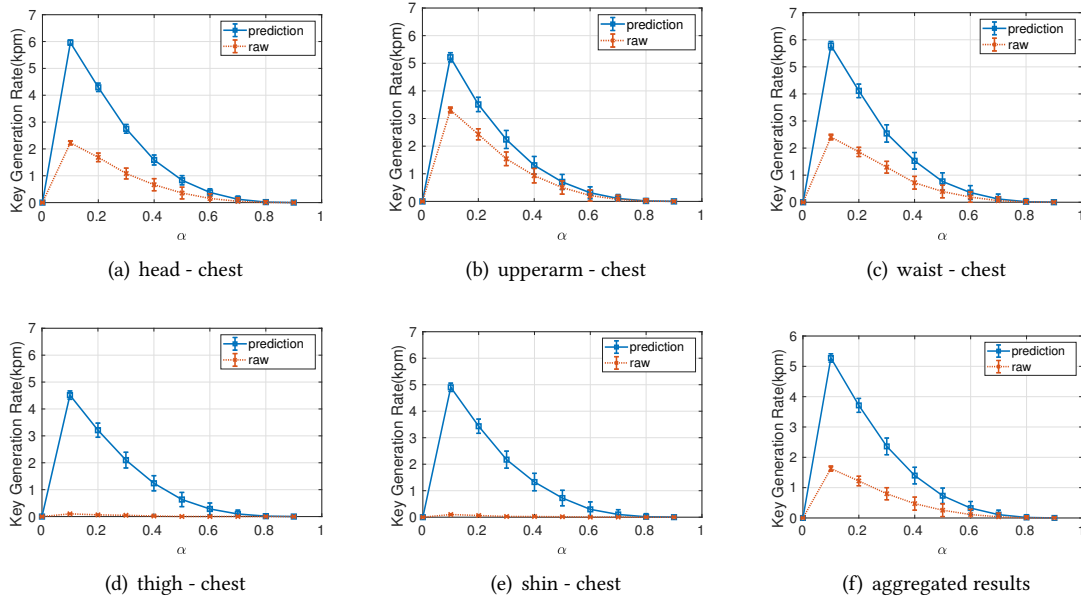 7
6
5
4
3
2
1
0
Key Generation Rate(kpm)
prediction
raw
0 0.2 0.4 0.6 0.8 1
α
(a) head - chest
7
6
5
4
3
2
1
0
Key Generation Rate(kpm)
prediction
raw
0 0.2 0.4 0.6 0.8 1
α
(b) upperarm - chest
7
6
5
4
3
2
1
0
Key Generation Rate(kpm)
prediction
raw
0 0.2 0.4 0.6 0.8 1
α
(c) waist - chest
7
6
5
4
3
2
1
0
Key Generation Rate(kpm)
prediction
raw
0 0.2 0.4 0.6 0.8 1
α
(d) thigh - chest
7
6
5
4
3
2
1
0
Key Generation Rate(kpm)
prediction
raw
0 0.2 0.4 0.6 0.8 1
α
(e) shin - chest
6
5
4
3
2
1
0
Key Generation Rate(kpm)
prediction
raw
0 0.2 0.4 0.6 0.8 1
α
(f) aggregated results